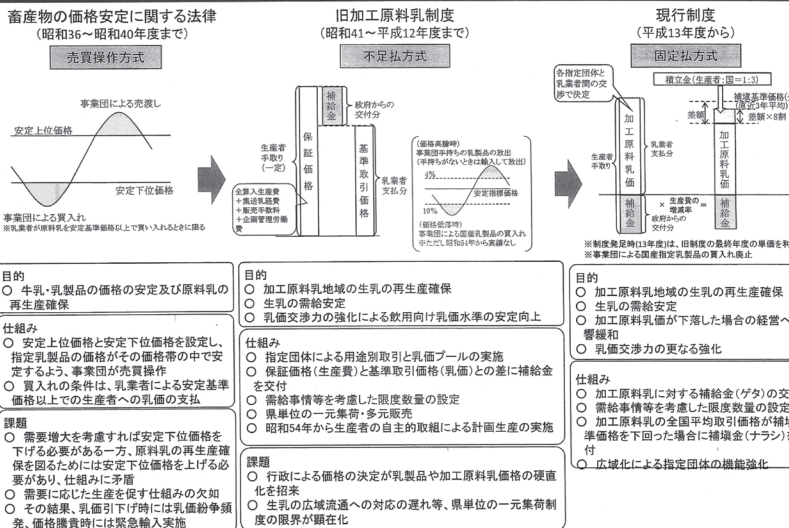 畜産物の価格安定に関する法律
(昭和36～昭和40年度まで)
売買操作方式
事業団による売渡し
安定上位価格
安定下位価格
事業団による買入れ
※乳業者が原料乳を安定基準価格以上で買い入れるときに限る
目的
○ 牛乳・乳製品の価格の安定及び原料乳の
再生産確保
仕組み
○ 安定上位価格と安定下位価格を設定し、
指定乳製品の価格がその価格帯の中で安
定するよう、事業団が売買操作
○ 買入れの条件は、乳業者による安定基準
価格以上での生産者への乳価の支払
課題
○ 需要増大を考慮すれば安定下位価格を
下げる必要がある一方、原料乳の再生産確
保を図るためには安定下位価格を上げる必
要があり、仕組みに矛盾
○ 需要に応じた生産を促す仕組みの欠如
○ その結果、乳価引下げ時には乳価紛争頻
発、価格騰貴時には緊急輸入実施
旧加工原料乳制度
(昭和41～平成12年度まで)
不足払方式
生産者
手取り
(一定)
保証価格
補給金
政府からの
交付分
基準取引価格
乳業者
支払分
全算入生産費
+集送乳経費
+販売手数料
+企画管理労働
費
(価格高騰時)
事業団手持ちの乳製品の放出
(手持がないときは輸入して放出)
4%
安定指標価格
10%
(価格低落時)
事業団による国産乳製品の買入れ
※ただし昭和54年から実績なし
目的
○ 加工原料乳地域の生乳の再生産確保
○ 生乳の需給安定
○ 乳価交渉力の強化による飲用向け乳価水準の安定向上
仕組み
○ 指定団体による用途別取引と乳価プールの実施
○ 保証価格(生産費)と基準取引価格(乳価)との差に補給金
を交付
○ 需給事情等を考慮した限度数量の設定
○ 県単位の一元集荷・多元販売
○ 昭和54年から生産者の自主的取組による計画生産の実施
課題
○ 行政による価格の決定が乳製品や加工原料乳価格の硬直
化を招来
○ 生乳の広域流通への対応の遅れ等、県単位の一元集荷制
度の限界が顕在化
現行制度
(平成13年度から)
固定払方式
各指定団体と
乳業者間の交
渉で決定
積立金(生産者:国=1:3)
補塡基準価格
(直近3年平均)
差額
差額×8割
生産者
手取り
加工原料乳価
乳業者
支払分
補給金
政府からの
交付分
× 生産費の
増減率 =
加工原料乳価
補給金
※制度発足時(13年度)は、旧制度の最終年度の単価を利
※事業団による国産指定乳製品の買入れ廃止
目的
○ 加工原料乳地域の生乳の再生産確保
○ 生乳の需給安定
○ 加工原料乳価が下落した場合の経営へ
響緩和
○ 乳価交渉力の更なる強化
仕組み
○ 加工原料乳に対する補給金(ゲタ)の交
○ 需給事情等を考慮した限度数量の設定
○ 加工原料乳の全国平均取引価格が補塡
準価格を下回った場合に補塡金(ナラシ)を
付
○ 広域化による指定団体の機能強化